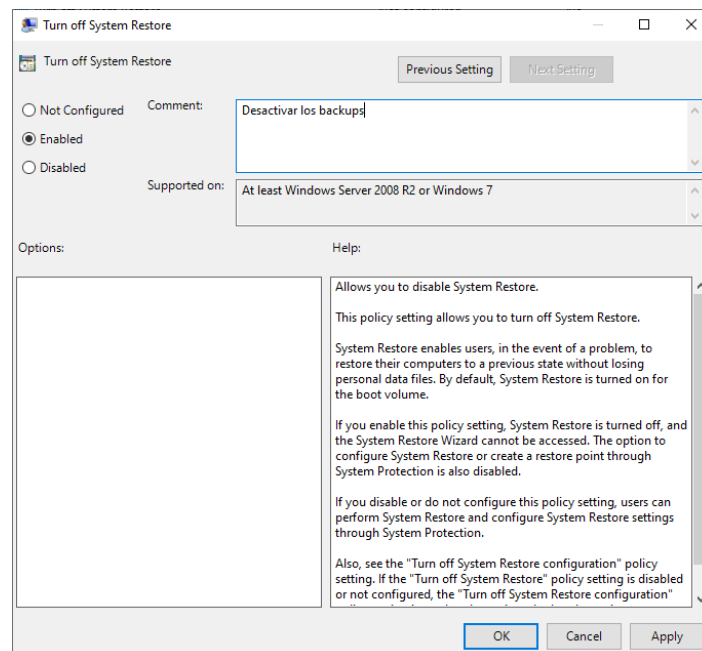 Turn off System Restore
Turn off System Restore
Previous Setting
Next Setting
Not Configured
Enabled
Disabled
Comment:
Desactivar los backups
Supported on:
At least Windows Server 2008 R2 or Windows 7
Options:
Help:
Allows you to disable System Restore.
This policy setting allows you to turn off System Restore.
System Restore enables users, in the event of a problem, to
restore their computers to a previous state without losing
personal data files. By default, System Restore is turned on for
the boot volume.
If you enable this policy setting, System Restore is turned off, and
the System Restore Wizard cannot be accessed. The option to
configure System Restore or create a restore point through
System Protection is also disabled.
If you disable or do not configure this policy setting, users can
perform System Restore and configure System Restore settings
through System Protection.
Also, see the "Turn off System Restore configuration" policy
setting. If the "Turn off System Restore" policy setting is disabled
or not configured, the "Turn off System Restore configuration"
OK
Cancel
Apply